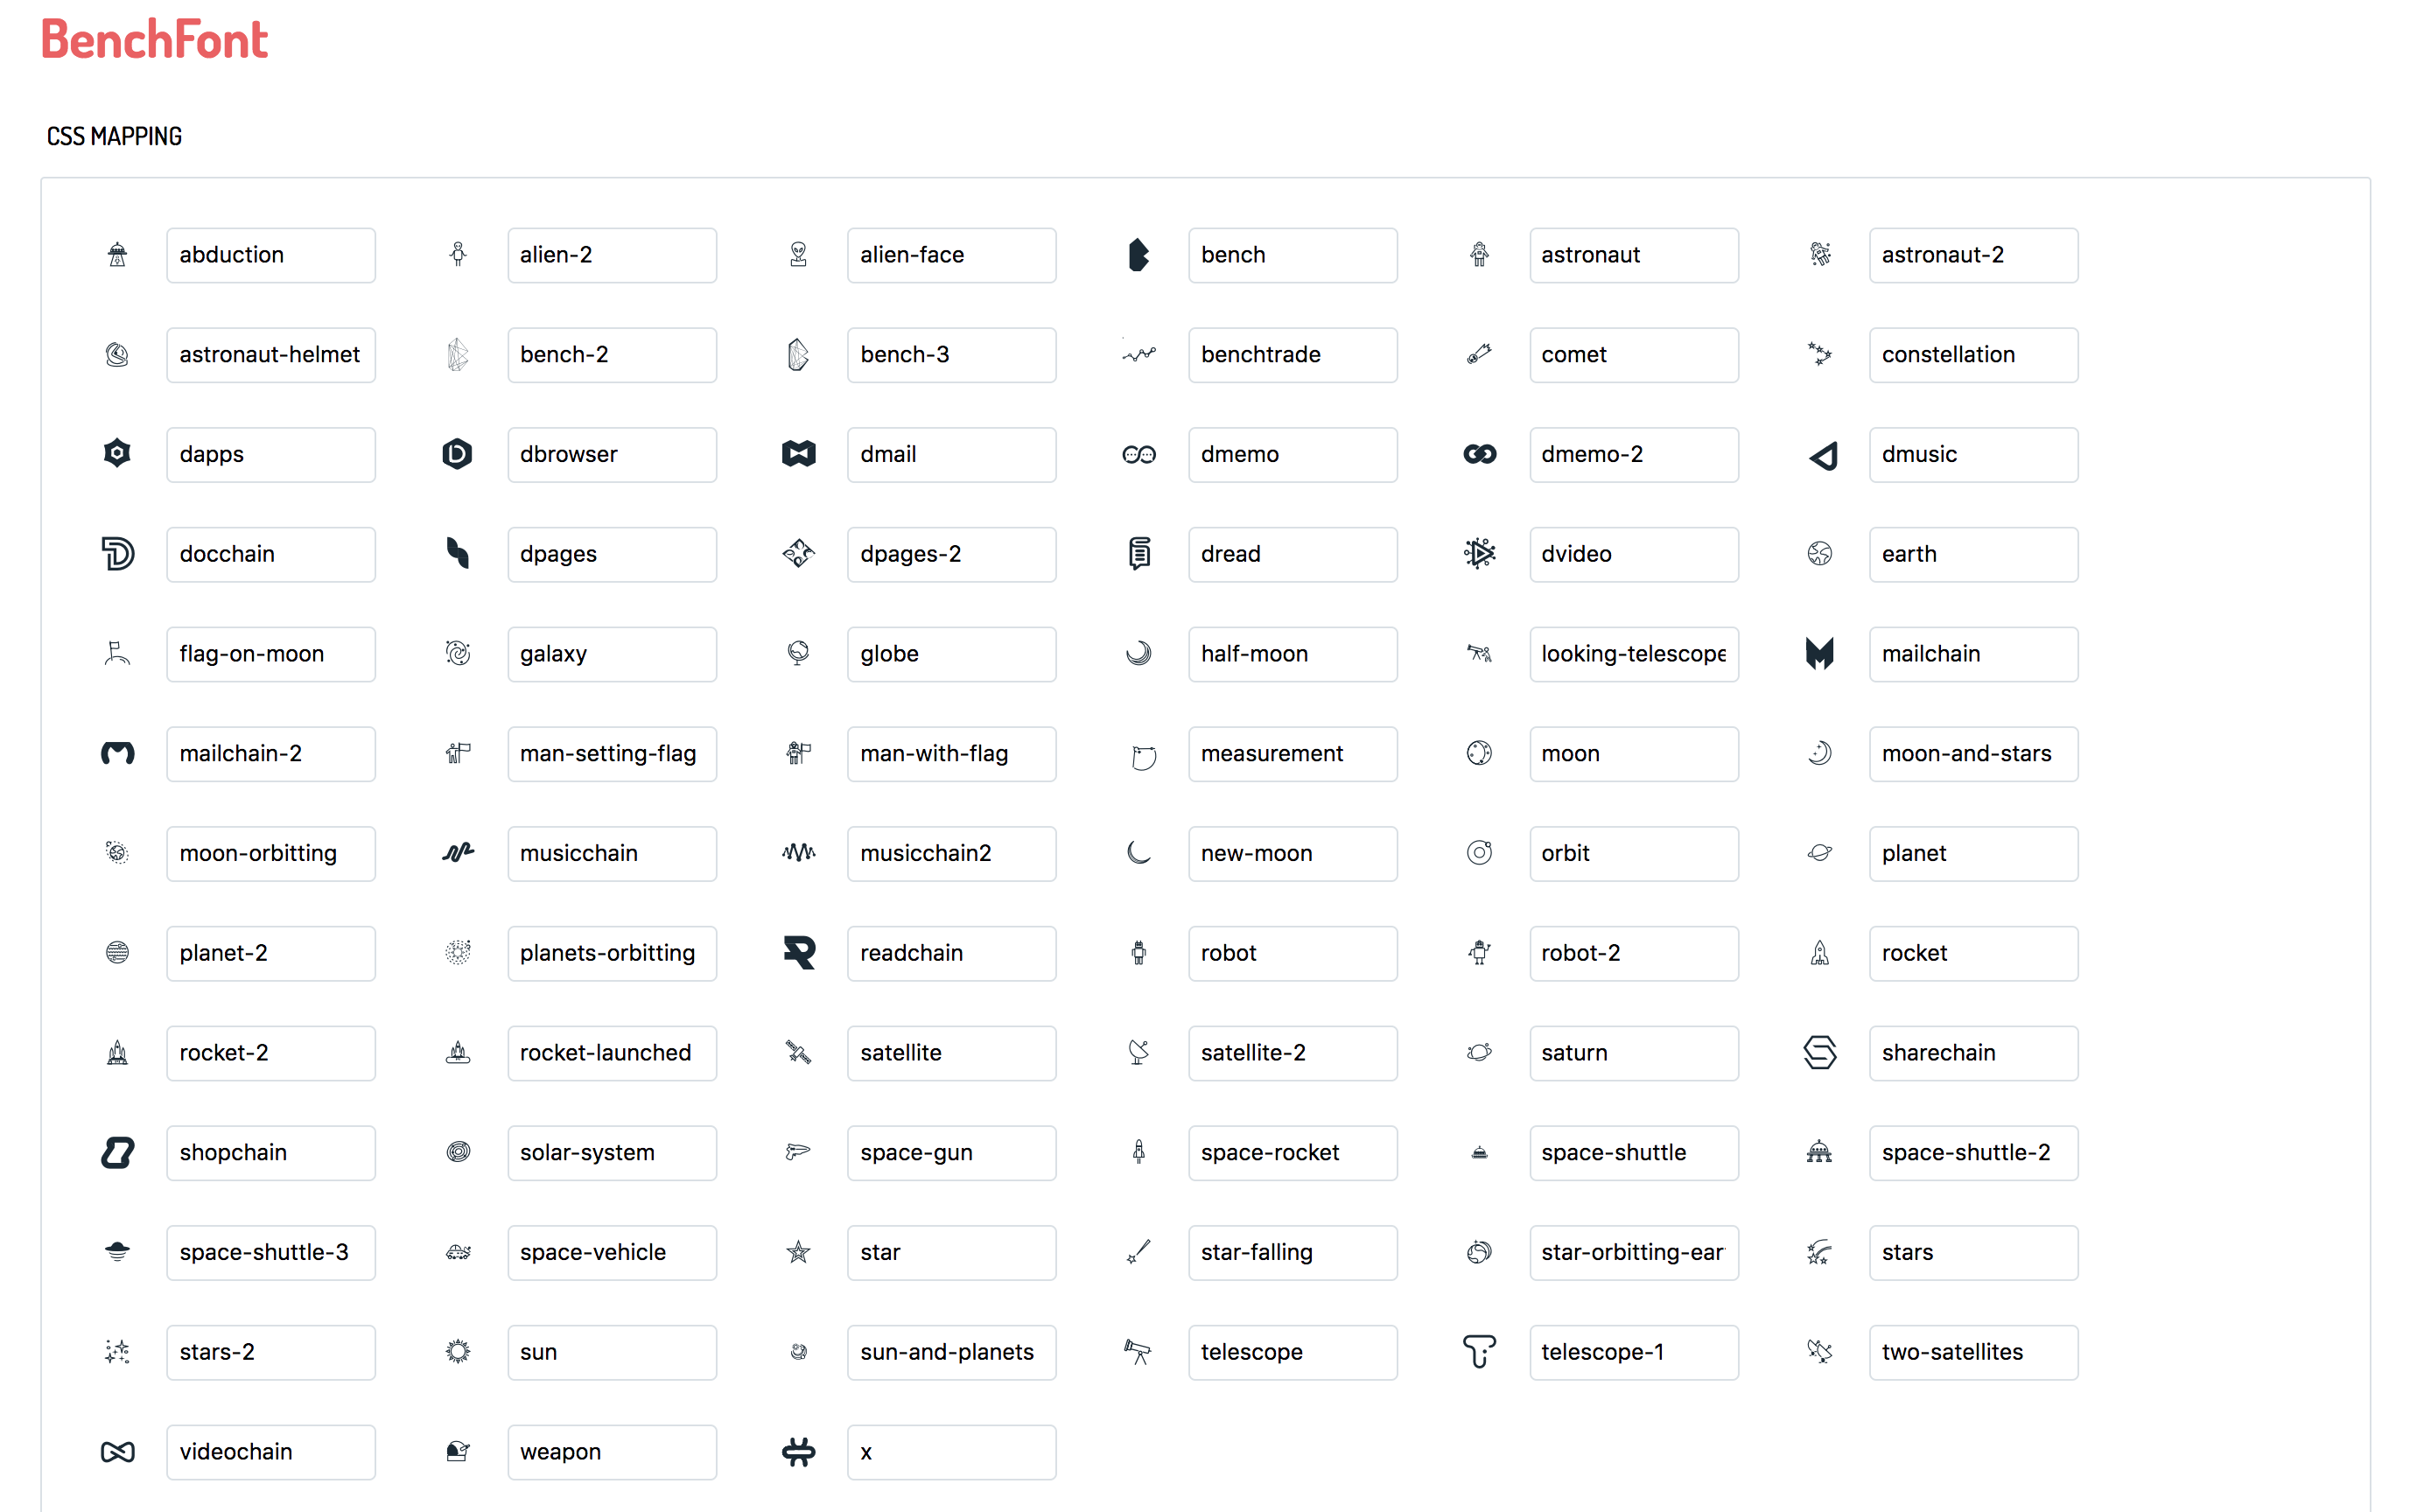 BenchFont
CSS MAPPING
abduction alien-2 alien-face bench astronaut astronaut-2
astronaut-helmet bench-2 bench-3 benchtrade comet constellation
dapps dbrowser dmail dmemo dmemo-2 dmusic
docchain dpages dpages-2 dread dvideo earth
flag-on-moon galaxy globe half-moon looking-telescope mailchain
mailchain-2 man-setting-flag man-with-flag measurement moon moon-and-stars
moon-orbitting musicchain musicchain2 new-moon orbit planet
planet-2 planets-orbitting readchain robot robot-2 rocket
rocket-2 rocket-launched satellite satellite-2 saturn sharechain
shopchain solar-system space-gun space-rocket space-shuttle space-shuttle-2
space-shuttle-3 space-vehicle star star-falling star-orbitting-ear stars
stars-2 sun sun-and-planets telescope telescope-1 two-satellites
videochain weapon x